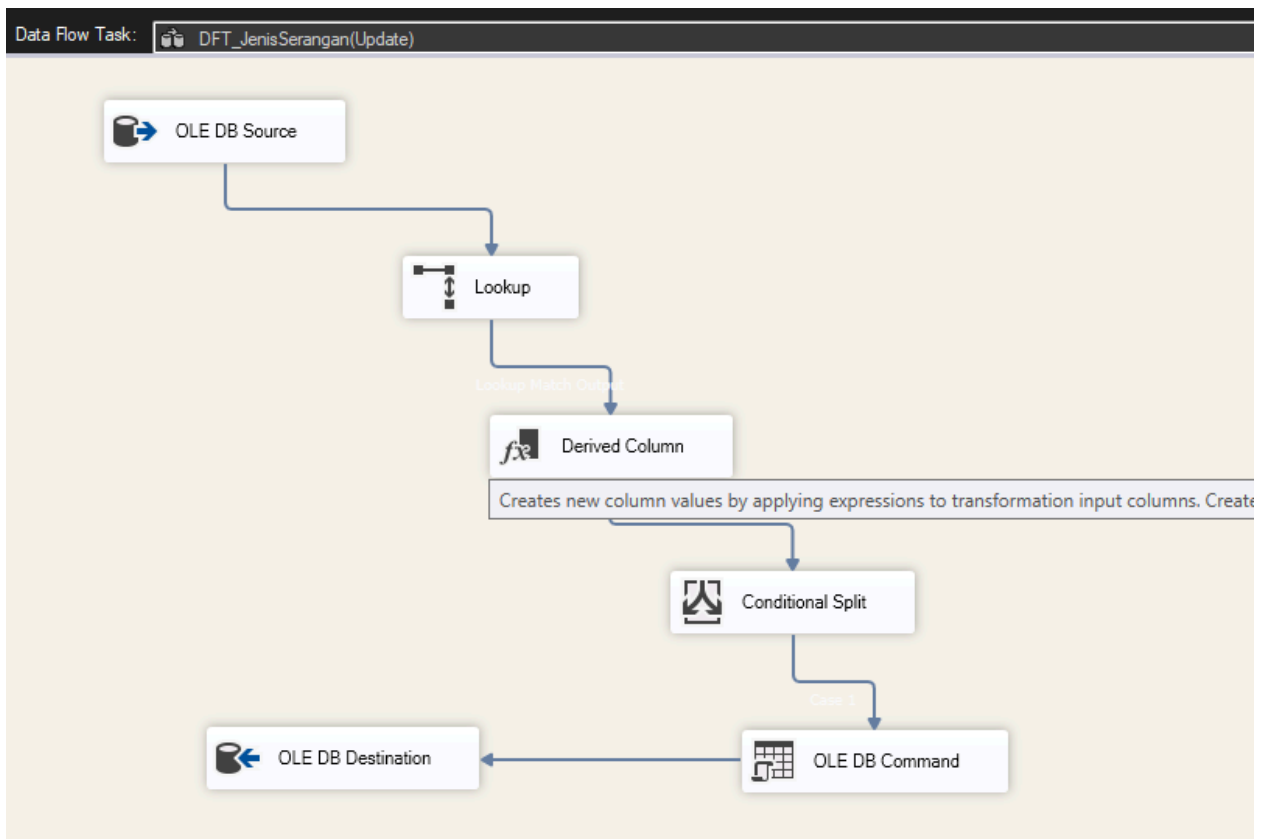 Data Flow Task: DFT_JenisSerangan(Update)
OLE DB Source
Lookup
Lookup Match Output
Derived Column
Creates new column values by applying expressions to transformation input columns. Create
Conditional Split
Case 1
OLE DB Destination
OLE DB Command